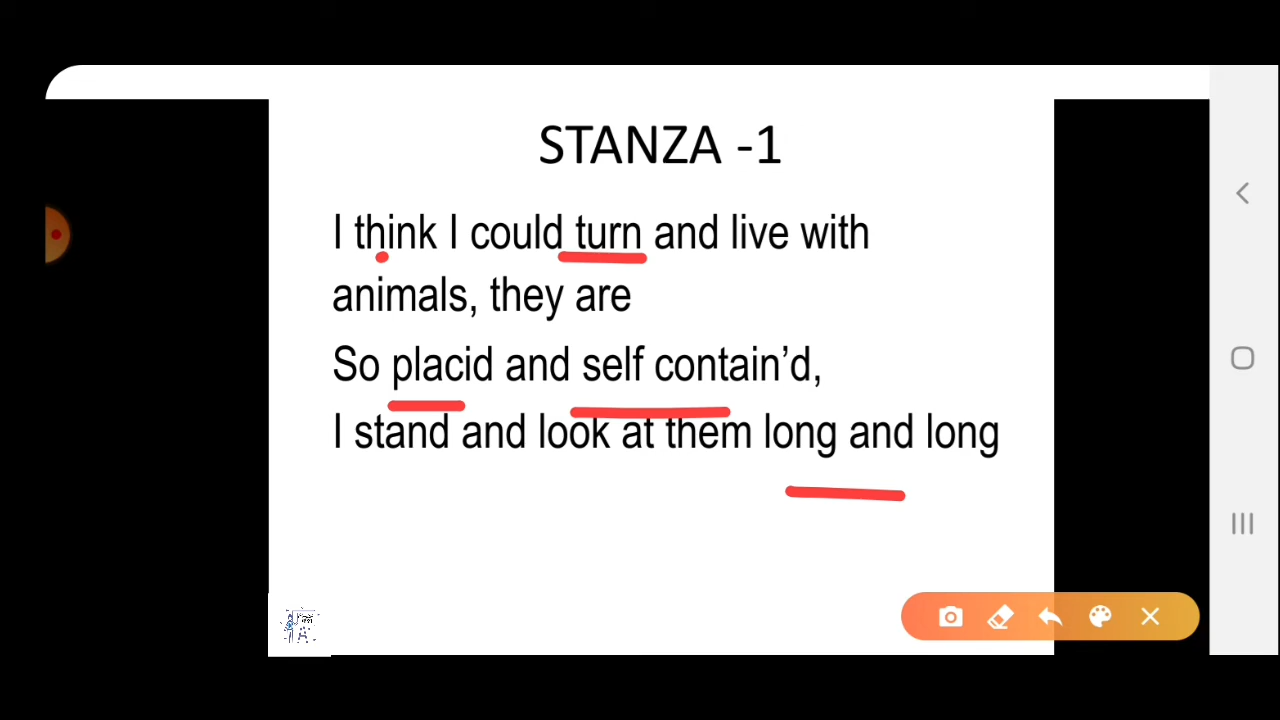 STANZA -1
I think I could turn and live with
animals, they are
So placid and self contain’d,
I stand and look at them long and long